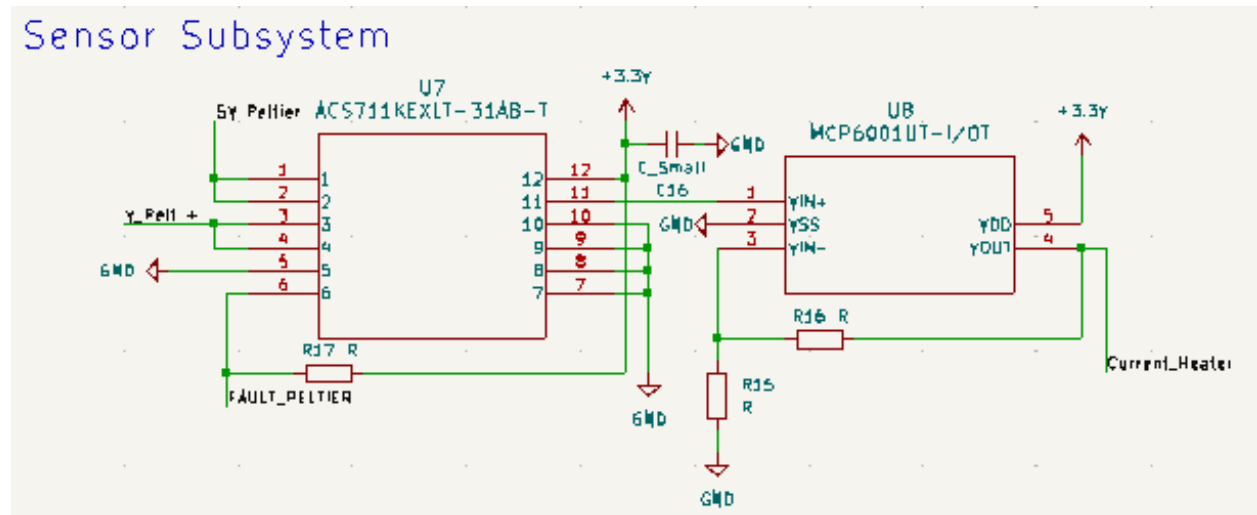 Sensor Subsystem
U7
ACS711KEXLT-31AB-T
5V Peltier
V_Pelt +
GND
1
2
3
4
5
6
1
2
3
4
5
6
12
11
10
9
8
7
12
11
10
9
8
7
R17 R
FAULT_PELTIER
+3.3V
C_Small
C16
GND
GND
GND
U8
MCP6001UT-I/OT
1
2
3
VIN+
VSS
VIN-
VDD
VOUT
5
4
+3.3V
R16 R
R15
R
GND
Current_Heater